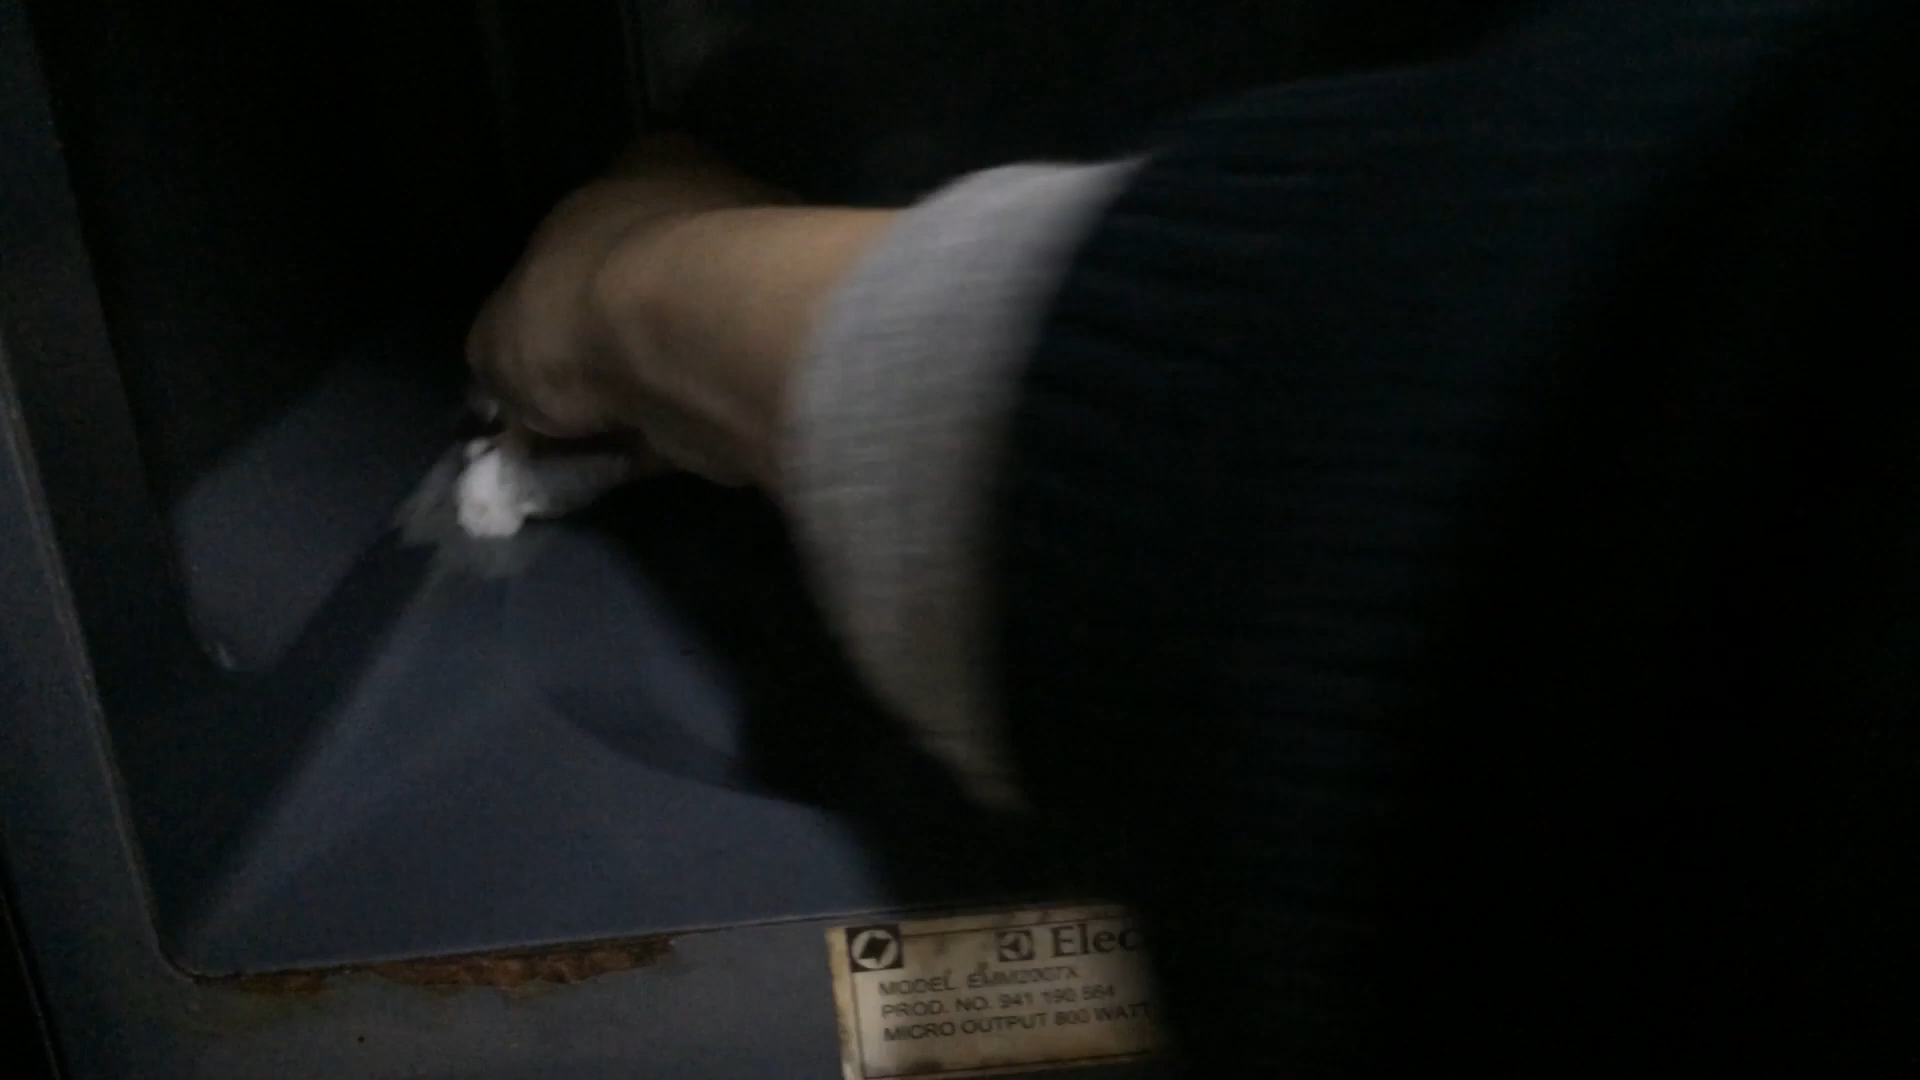 Elec
MODEL EMM2007X
PROD. NO. 941 190 564
MICRO OUTPUT 800 WATT